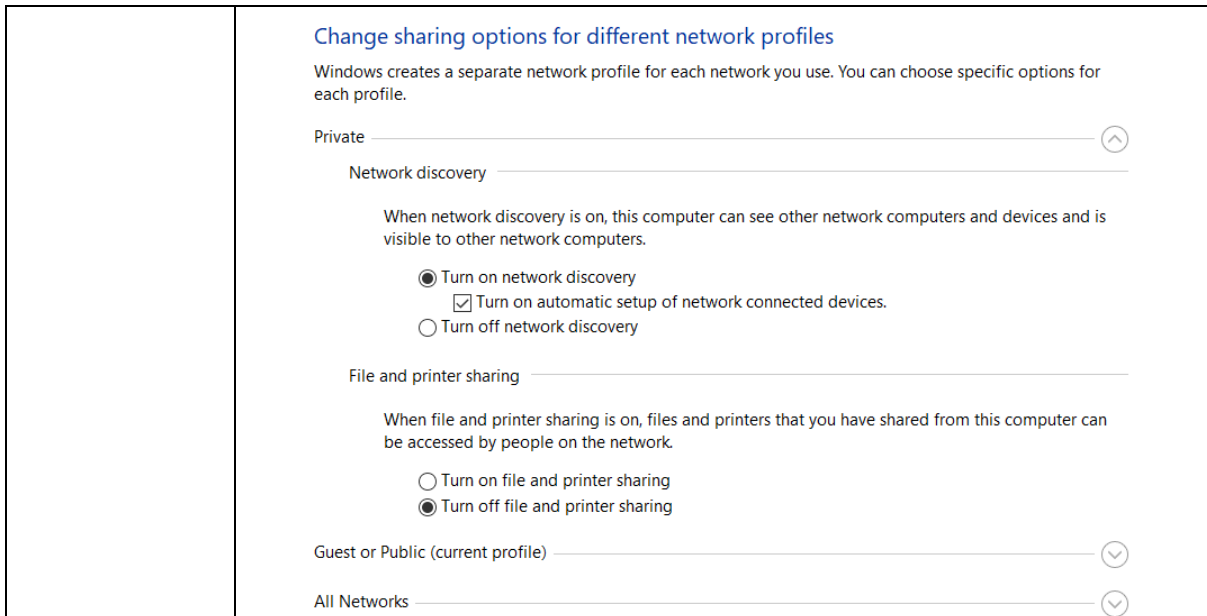 Change sharing options for different network profiles
Windows creates a separate network profile for each network you use. You can choose specific options for
each profile.
Private
Network discovery
When network discovery is on, this computer can see other network computers and devices and is
visible to other network computers.
Turn on network discovery
Turn on automatic setup of network connected devices.
Turn off network discovery
File and printer sharing
When file and printer sharing is on, files and printers that you have shared from this computer can
be accessed by people on the network.
Turn on file and printer sharing
Turn off file and printer sharing
Guest or Public (current profile)
All Networks